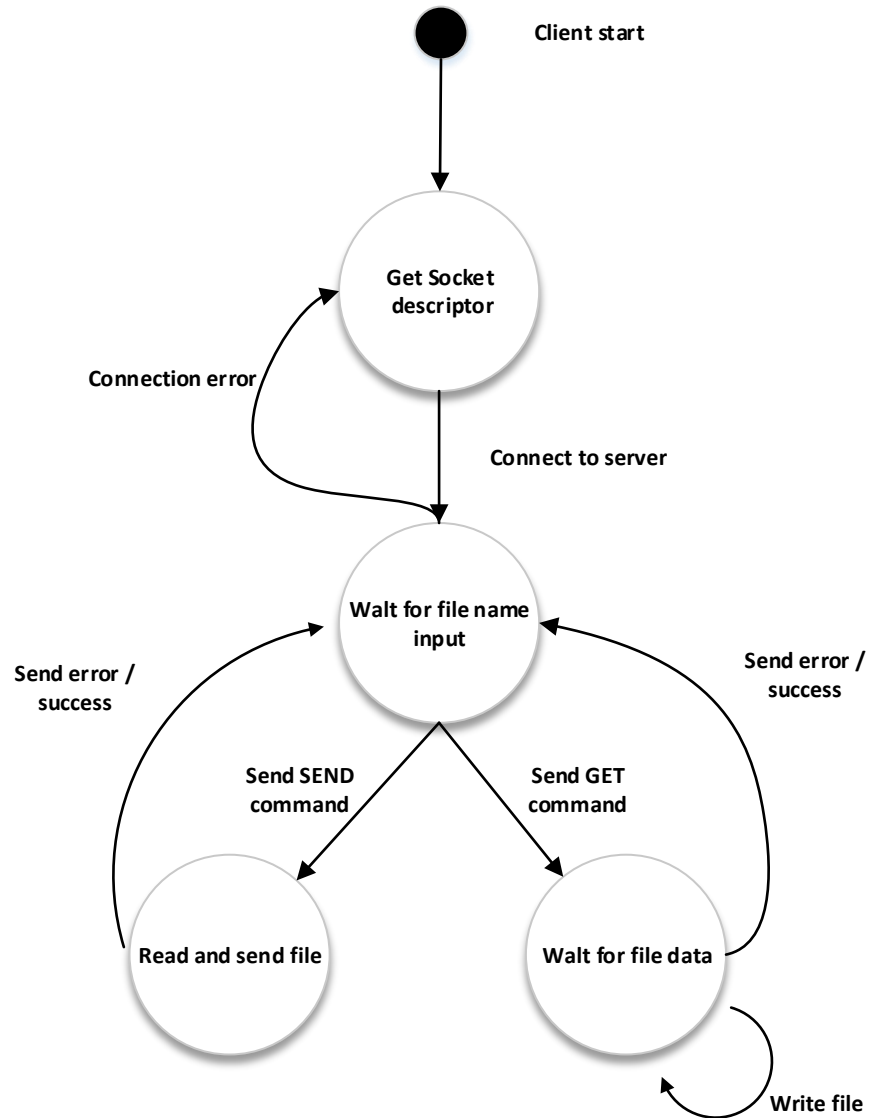 Client start
Get Socket
descriptor
Connection error
Connect to server
Walt for file name
input
Send error /
success
Send error /
success
Send SEND
command
Send GET
command
Read and send file
Walt for file data
Write file